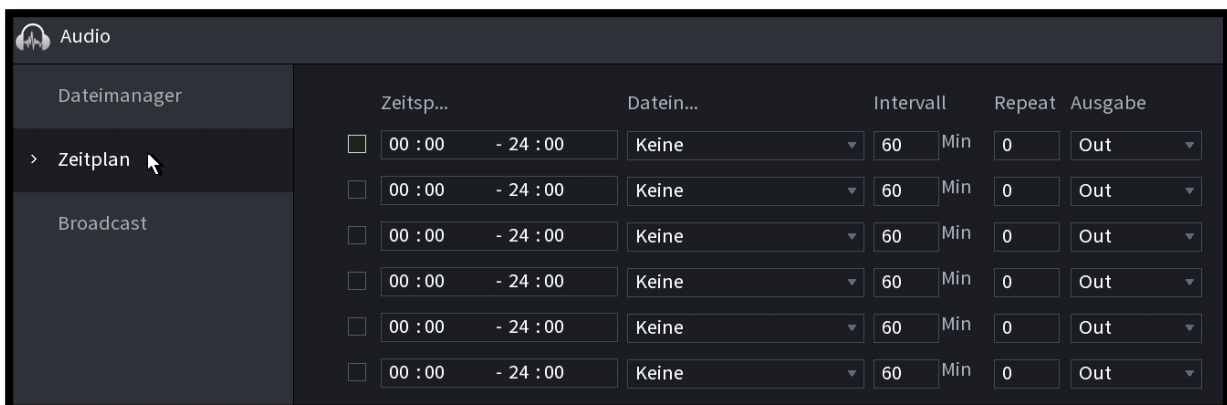 Audio
Dateimanager
> Zeitplan
Broadcast
Zeitsp... Datein... Intervall Repeat Ausgabe
00 : 00 - 24 : 00 Keine 60 Min 0 Out
00 : 00 - 24 : 00 Keine 60 Min 0 Out
00 : 00 - 24 : 00 Keine 60 Min 0 Out
00 : 00 - 24 : 00 Keine 60 Min 0 Out
00 : 00 - 24 : 00 Keine 60 Min 0 Out
00 : 00 - 24 : 00 Keine 60 Min 0 Out